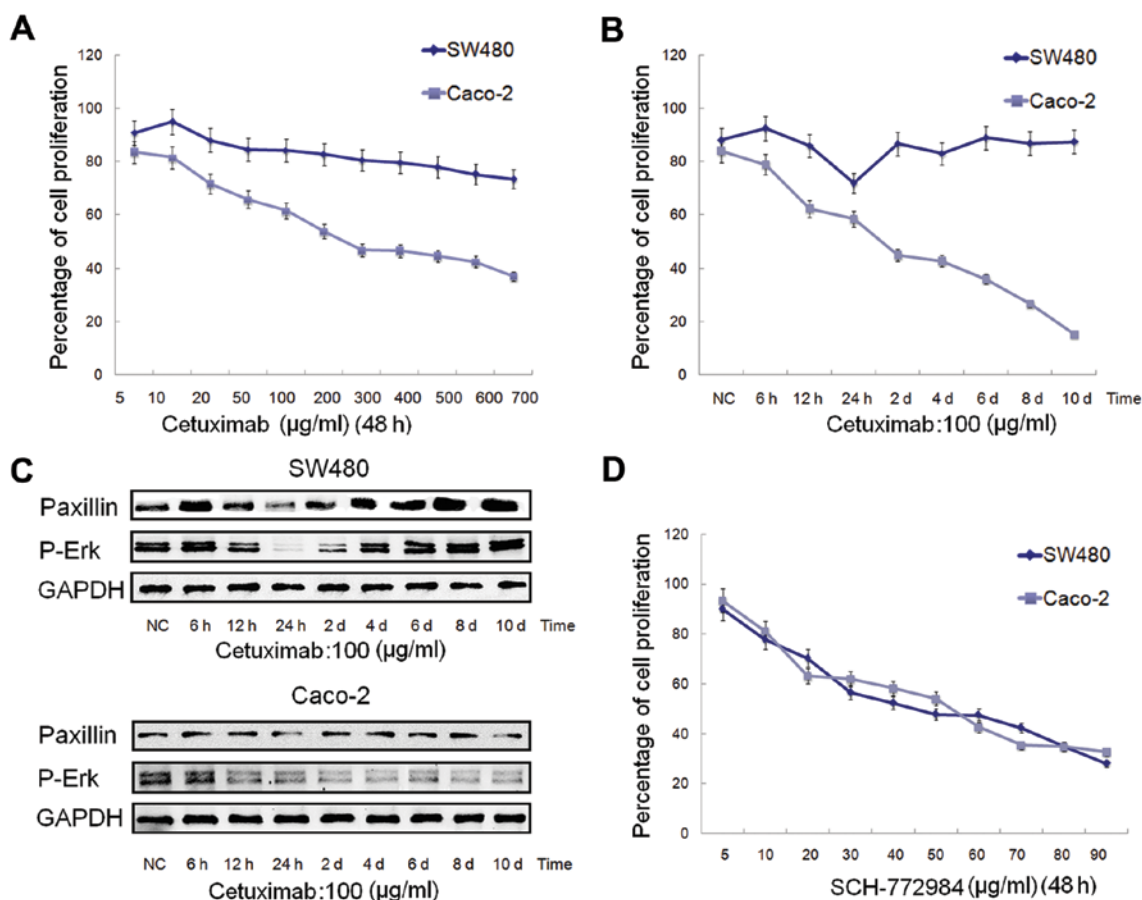 A
SW480
Caco-2
Percentage of cell proliferation
120
100
80
60
40
20
0
5 10 20 50 100 200 300 400 500 600 700
Cetuximab (μg/ml) (48 h)
B
SW480
Caco-2
Percentage of cell proliferation
120
100
80
60
40
20
0
NC 6 h 12 h 24 h 2 d 4 d 6 d 8 d 10 d Time
Cetuximab:100 (μg/ml)
C
SW480
Paxillin
P-Erk
GAPDH
NC 6 h 12 h 24 h 2 d 4 d 6 d 8 d 10 d Time
Cetuximab:100 (μg/ml)
Caco-2
Paxillin
P-Erk
GAPDH
NC 6 h 12 h 24 h 2 d 4 d 6 d 8 d 10 d Time
Cetuximab:100 (μg/ml)
D
SW480
Caco-2
Percentage of cell proliferation
120
100
80
60
40
20
0
5 10 20 30 40 50 60 70 80 90
SCH-772984 (μg/ml) (48 h)